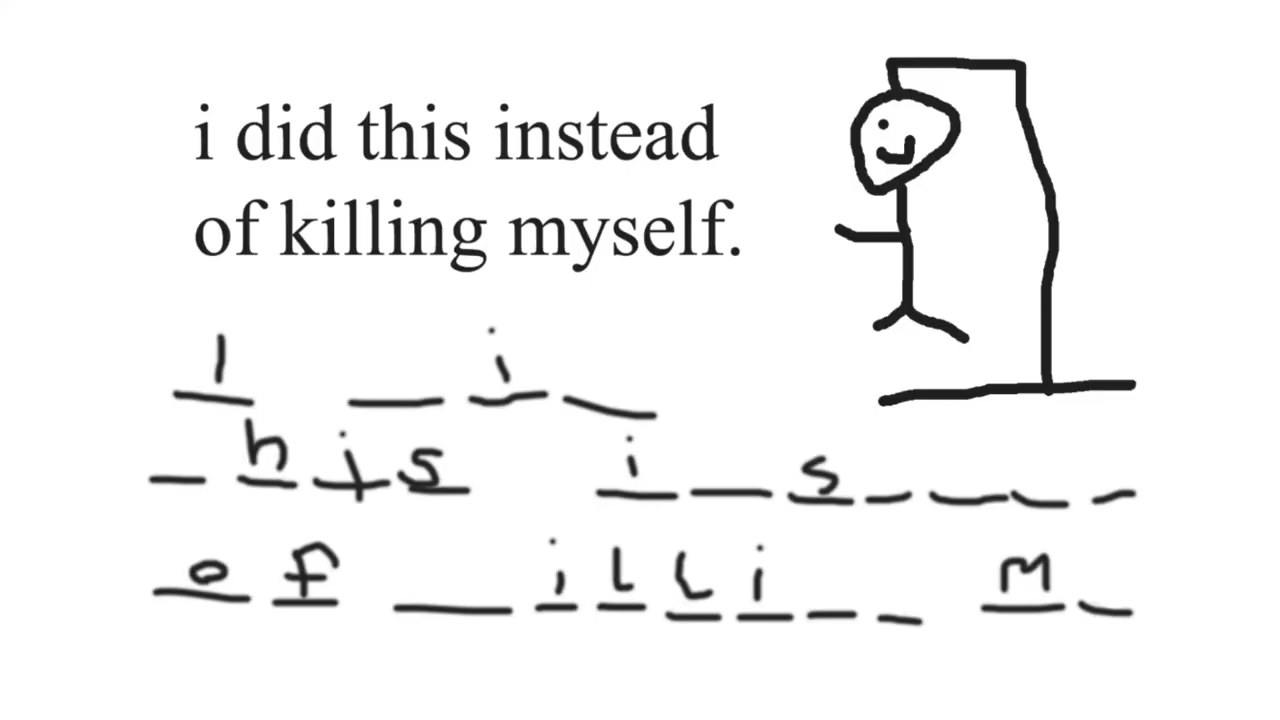 i did this instead
of killing myself.
I _ i _
_ h i s i _ s _ _ _ _
o f _ i l l i _ _ M _